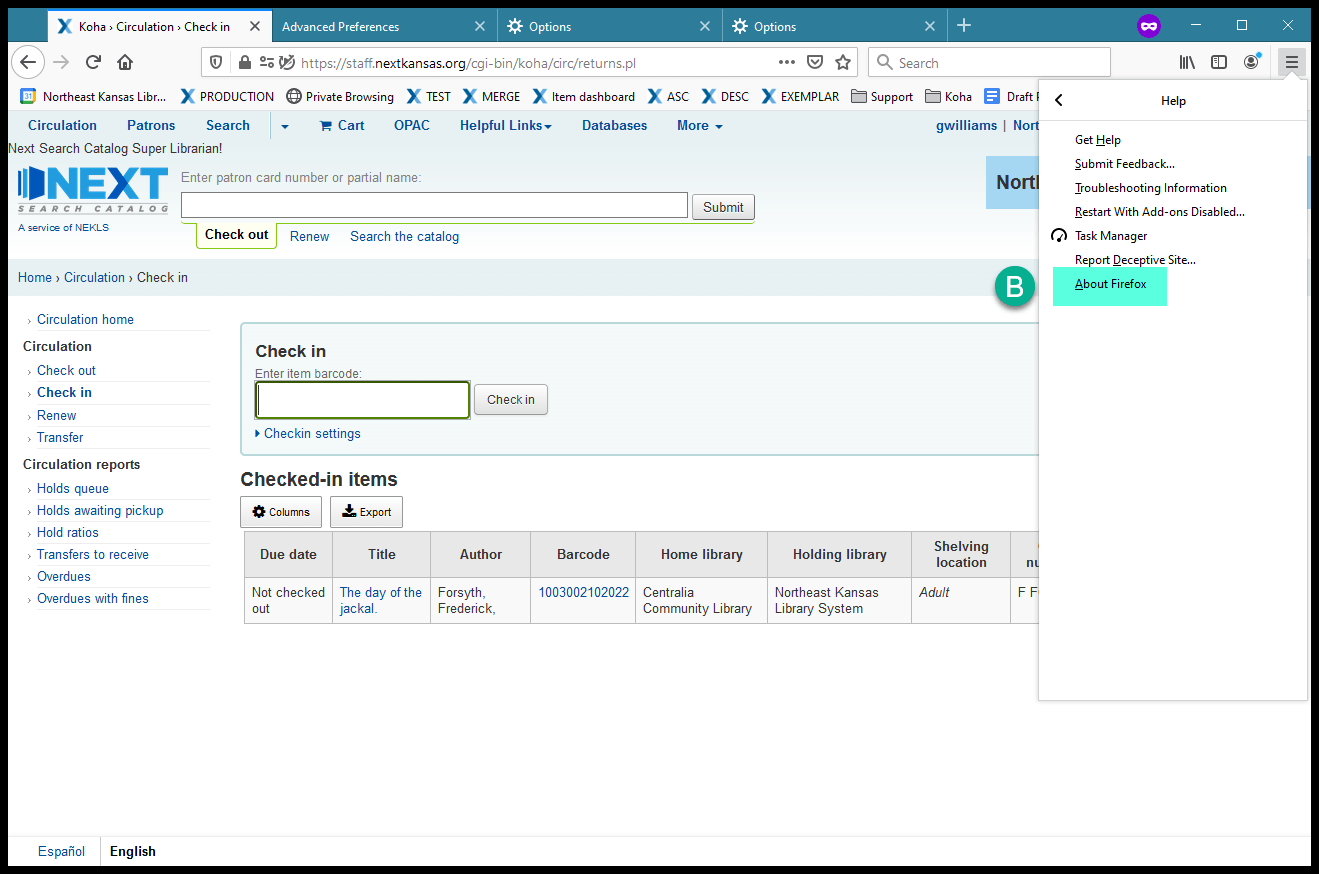 Koha › Circulation › Check in
Advanced Preferences
Options
Options
https://staff.nextkansas.org/cgi-bin/koha/circ/returns.pl
Search
31
Northeast Kansas Libr...
PRODUCTION
Private Browsing
TEST
MERGE
Item dashboard
ASC
DESC
EXEMPLAR
Support
Koha
Draft
Circulation
Patrons
Search
Cart
OPAC
Helpful Links
Databases
More
gwilliams | Nort
Next Search Catalog Super Librarian!
NEXT
SEARCH CATALOG
A service of NEKLS
Enter patron card number or partial name:
Submit
Check out
Renew
Search the catalog
Nort
Home › Circulation › Check in
Circulation home
Circulation
Check out
Check in
Renew
Transfer
Circulation reports
Holds queue
Holds awaiting pickup
Hold ratios
Transfers to receive
Overdues
Overdues with fines
Check in
Enter item barcode:
Check in
Checkin settings
Checked-in items
Columns
Export
Due date
Title
Author
Barcode
Home library
Holding library
Shelving
location
Not checked
out
The day of the
jackal.
Forsyth,
Frederick,
1003002102022
Centralia
Community Library
Northeast Kansas
Library System
Adult
F F
Help
Get Help
Submit Feedback...
Troubleshooting Information
Restart With Add-ons Disabled...
Task Manager
Report Deceptive Site...
B
About Firefox
Español
English